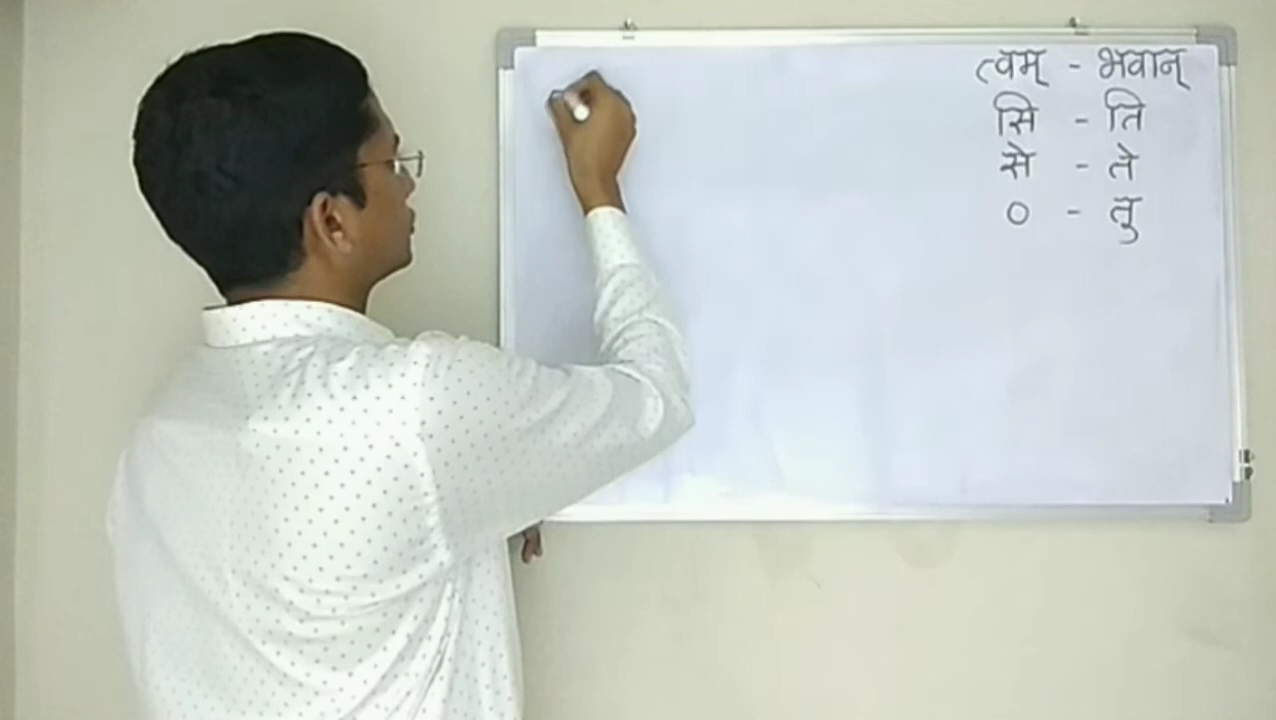 त्वम् - भवान्
सि - ति
से - ते
० - तु